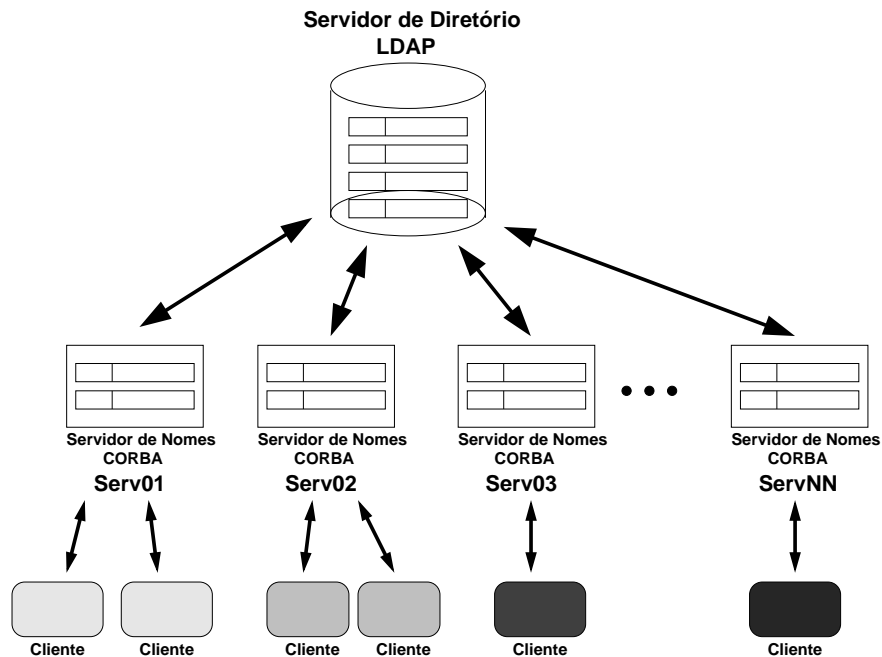 Servidor de Diretório
LDAP
Servidor de Nomes
CORBA
Serv01
Servidor de Nomes
CORBA
Serv02
Servidor de Nomes
CORBA
Serv03
Servidor de Nomes
CORBA
ServNN
Cliente
Cliente
Cliente
Cliente
Cliente
Cliente